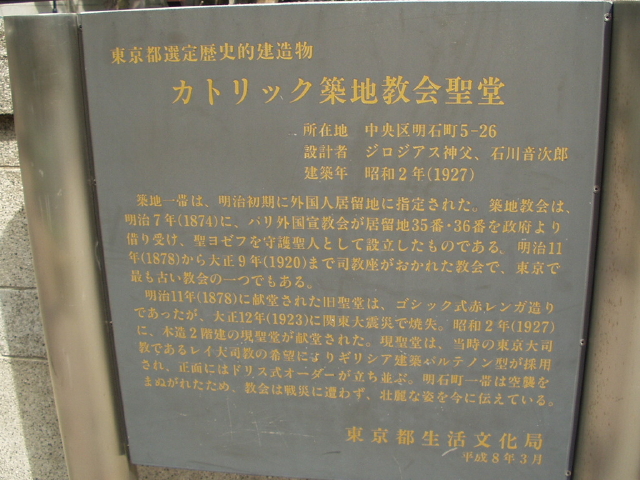 東京都選定歴史的建造物
カトリック築地教会聖堂
所在地 中央区明石町5-26
設計者 ジロジアス神父、石川音次郎
建築年 昭和2年(1927)
築地一帯は、明治初期に外国人居留地に指定された。築地教会は、
明治7年(1874)に、パリ外国宣教会が居留地35番・36番を政府より
借り受け、聖ヨゼフを守護聖人として設立したものである。明治11
年(1878)から大正9年(1920)まで司教座がおかれた教会で、東京で
最も古い教会の一つでもある。
明治11年(1878)に献堂された旧聖堂は、ゴシック式赤レンガ造り
であったが、大正12年(1923)に関東大震災で焼失。昭和2年(1927)
に、木造2階建の現聖堂が献堂された。現聖堂は、当時の東京大司
教であるレイ大司教の希望によりギリシア建築パルテノン型が採用
され、正面にはドリス式オーダーが立ち並ぶ。明石町一帯は空襲を
まぬがれたため、教会は戦災に遭わず、壮麗な姿を今に伝えている。
東京都生活文化局
平成8年3月